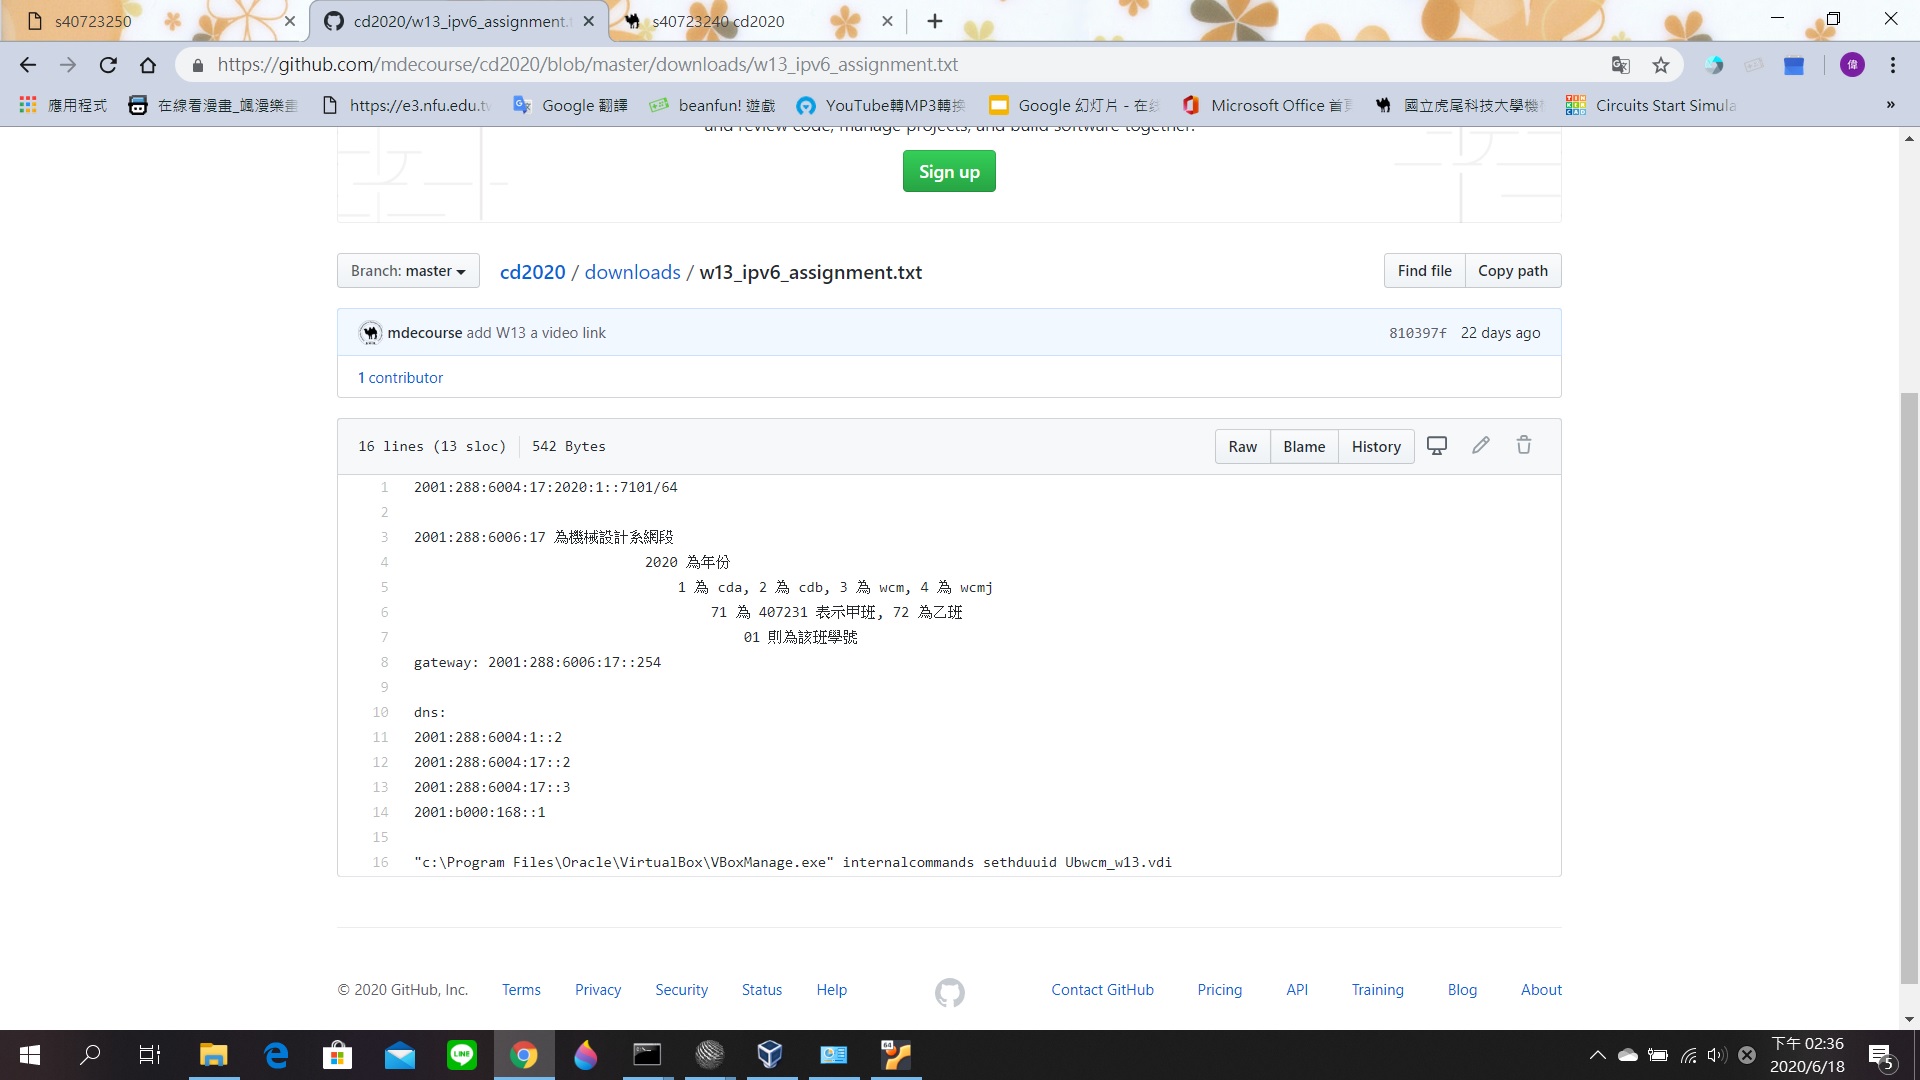 s40723250
cd2020/w13_ipv6_assignment.t
s40723240 cd2020
https://github.com/mdecourse/cd2020/blob/master/downloads/w13_ipv6_assignment.txt
偉
應用程式
在線看漫畫_颯漫樂畫
https://e3.nfu.edu.tw
Google 翻譯
beanfun! 遊戲
YouTube轉MP3轉換
Google 幻灯片 - 在线
Microsoft Office 首頁
國立虎尾科技大學機
Circuits Start Simula
»
and review code, manage projects, and build software together.
Sign up
Branch: master
cd2020 / downloads / w13_ipv6_assignment.txt
Find file
Copy path
mdecourse add W13 a video link
810397f 22 days ago
1 contributor
16 lines (13 sloc) 542 Bytes
Raw
Blame
History
1 2001:288:6004:17:2020:1::7101/64
2
3 2001:288:6006:17 為機械設計系網段
4 2020 為年份
5 1 為 cda, 2 為 cdb, 3 為 wcm, 4 為 wcmj
6 71 為 407231 表示甲班, 72 為乙班
7 01 則為該班學號
8 gateway: 2001:288:6006:17::254
9
10 dns:
11 2001:288:6004:1::2
12 2001:288:6004:17::2
13 2001:288:6004:17::3
14 2001:b000:168::1
15
16 "c:\Program Files\Oracle\VirtualBox\VBoxManage.exe" internalcommands sethduuid Ubwcm_w13.vdi
© 2020 GitHub, Inc.
Terms
Privacy
Security
Status
Help
Contact GitHub
Pricing
API
Training
Blog
About
LINE
64
下午 02:36
2020/6/18
5